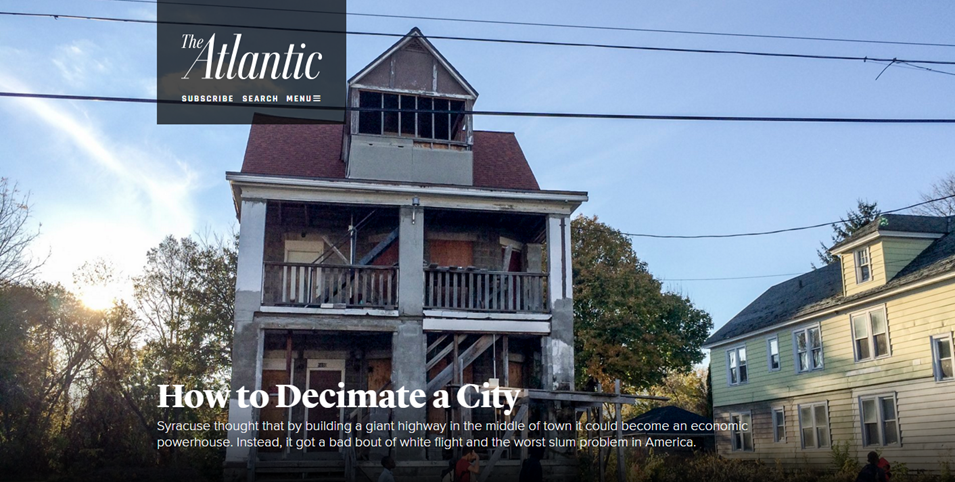 The Atlantic
SUBSCRIBE SEARCH MENU
How to Decimate a City
Syracuse thought that by building a giant highway in the middle of town it could become an economic
powerhouse. Instead, it got a bad bout of white flight and the worst slum problem in America.